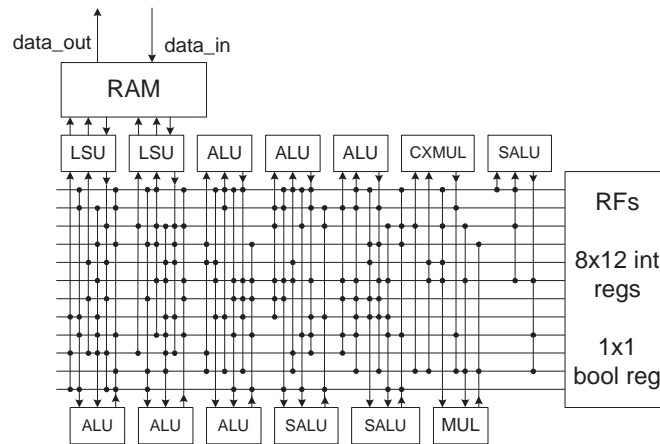 data_out
data_in
RAM
LSU
LSU
ALU
ALU
ALU
CXMUL
SALU
RFs
8x12 int
regs
1x1
bool reg
ALU
ALU
ALU
SALU
SALU
MUL